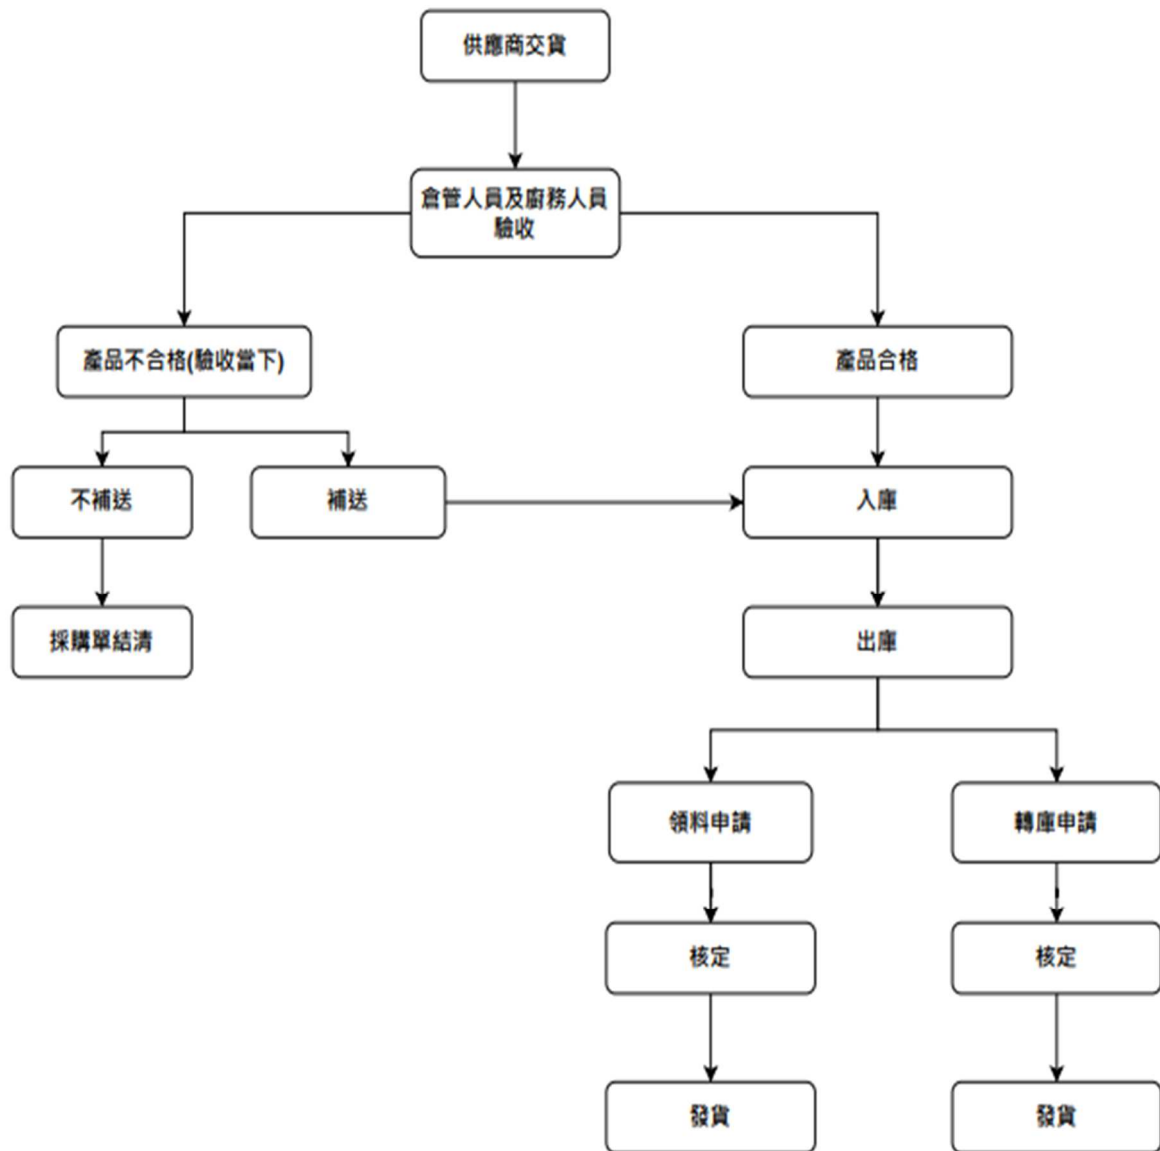 供應商交貨
倉管人員及廚務人員
驗收
產品不合格(驗收當下)
產品合格
不補送
補送
入庫
採購單結清
出庫
領料申請
轉庫申請
核定
核定
發貨
發貨